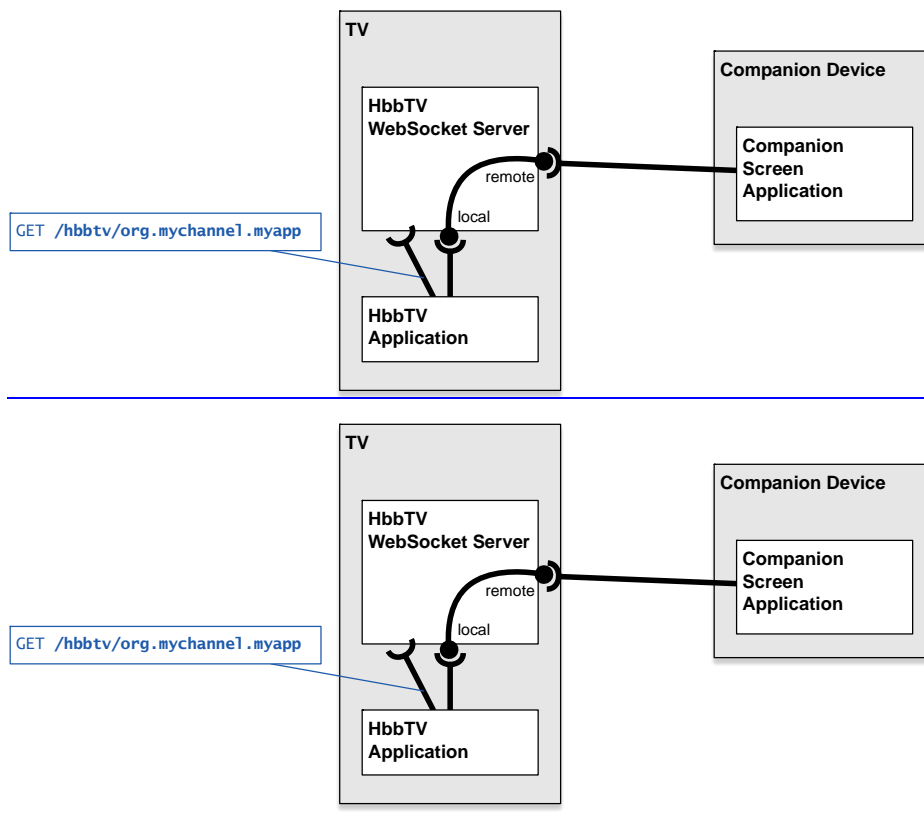 TV
Companion Device
HbbTV
WebSocket Server
Companion
Screen
Application
remote
local
GET /hbbtv/org.mychannel.myapp
HbbTV
Application
TV
Companion Device
HbbTV
WebSocket Server
Companion
Screen
Application
remote
local
GET /hbbtv/org.mychannel.myapp
HbbTV
Application